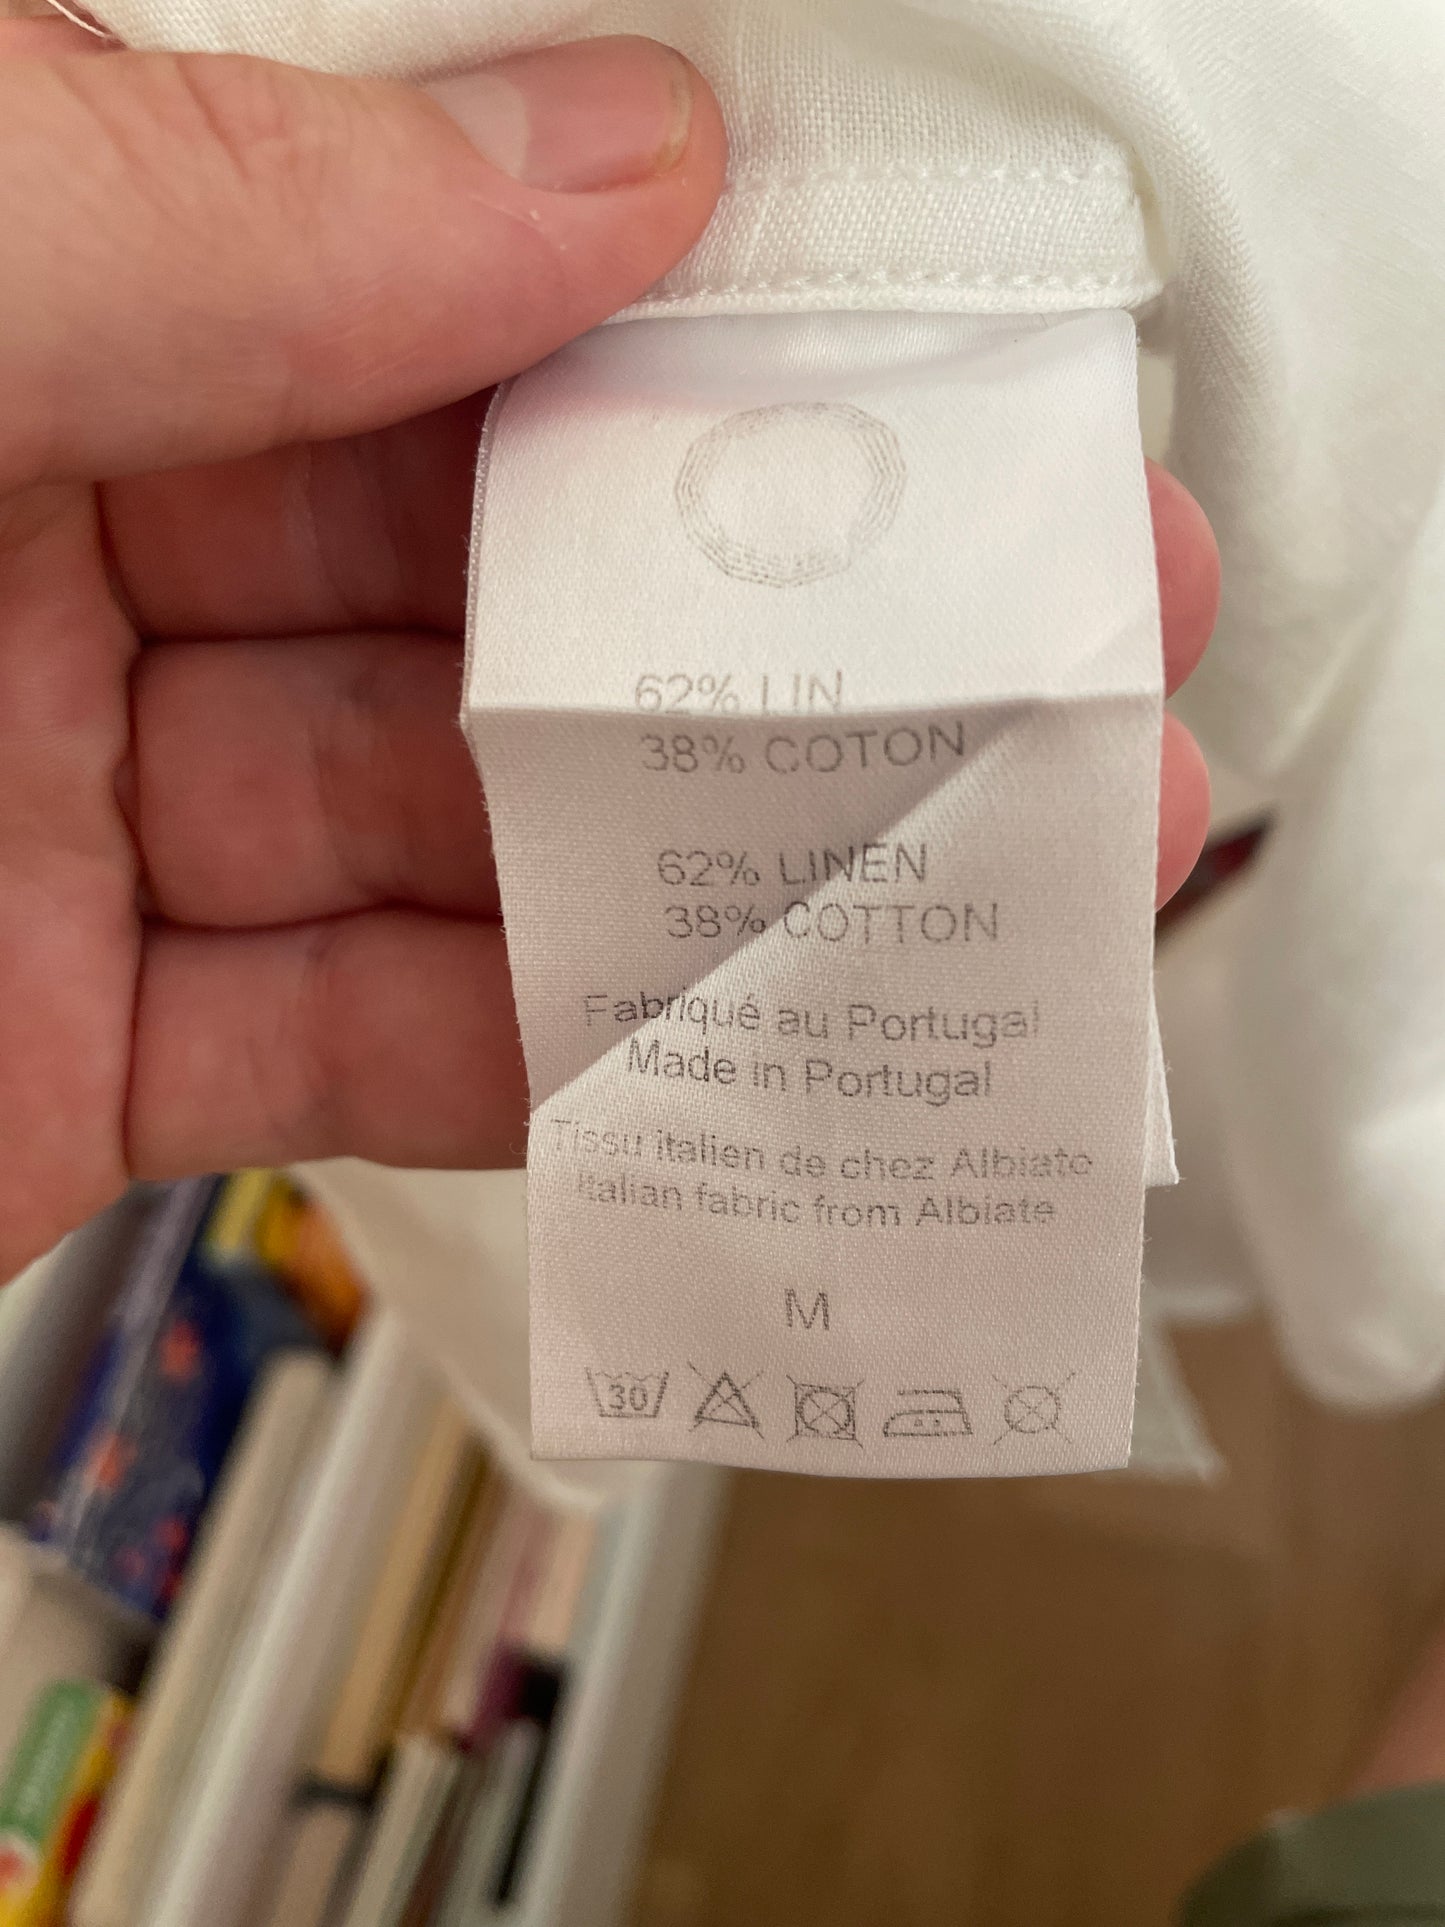 62% LIN
38% COTON
62% LINEN
38% COTTON
Fabriqué au Portugal
Made in Portugal
Tissu italien de chez Albiate
Italian fabric from Albiate
M
30